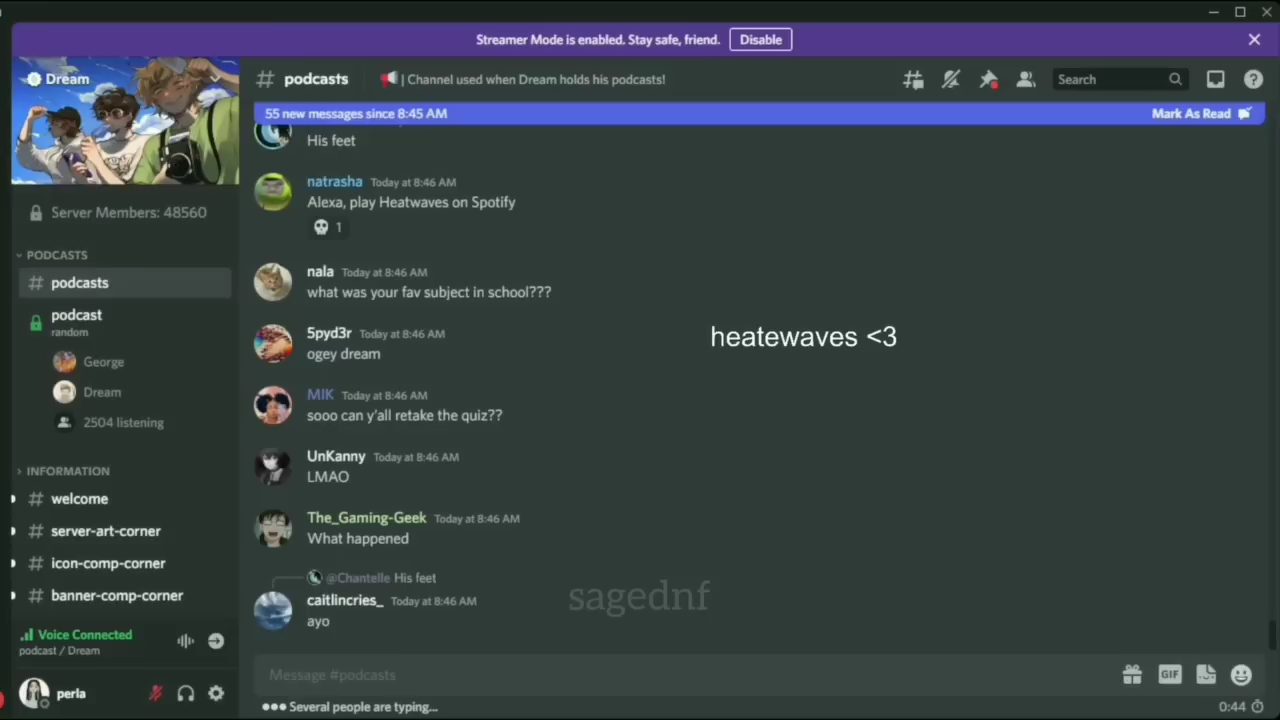 Streamer Mode is enabled. Stay safe, friend. Disable
Dream
# podcasts | Channel used when Dream holds his podcasts! Search
55 new messages since 8:45 AM Mark As Read
Server Members: 48560
PODCASTS
# podcasts
podcast
random
George
Dream
2504 listening
INFORMATION
# welcome
# server-art-corner
# icon-comp-corner
# banner-comp-corner
Voice Connected
podcast / Dream
perla
His feet
natrasha Today at 8:46 AM
Alexa, play Heatwaves on Spotify
1
nala Today at 8:46 AM
what was your fav subject in school???
5pyd3r Today at 8:46 AM
ogey dream
heatewaves <3
MIK Today at 8:46 AM
sooo can y'all retake the quiz??
UnKanny Today at 8:46 AM
LMAO
The_Gaming-Geek Today at 8:46 AM
What happened
@Chantelle His feet
caitlincries_ Today at 8:46 AM
ayo
sagednf
Message #podcasts
GIF
Several people are typing...
0:44